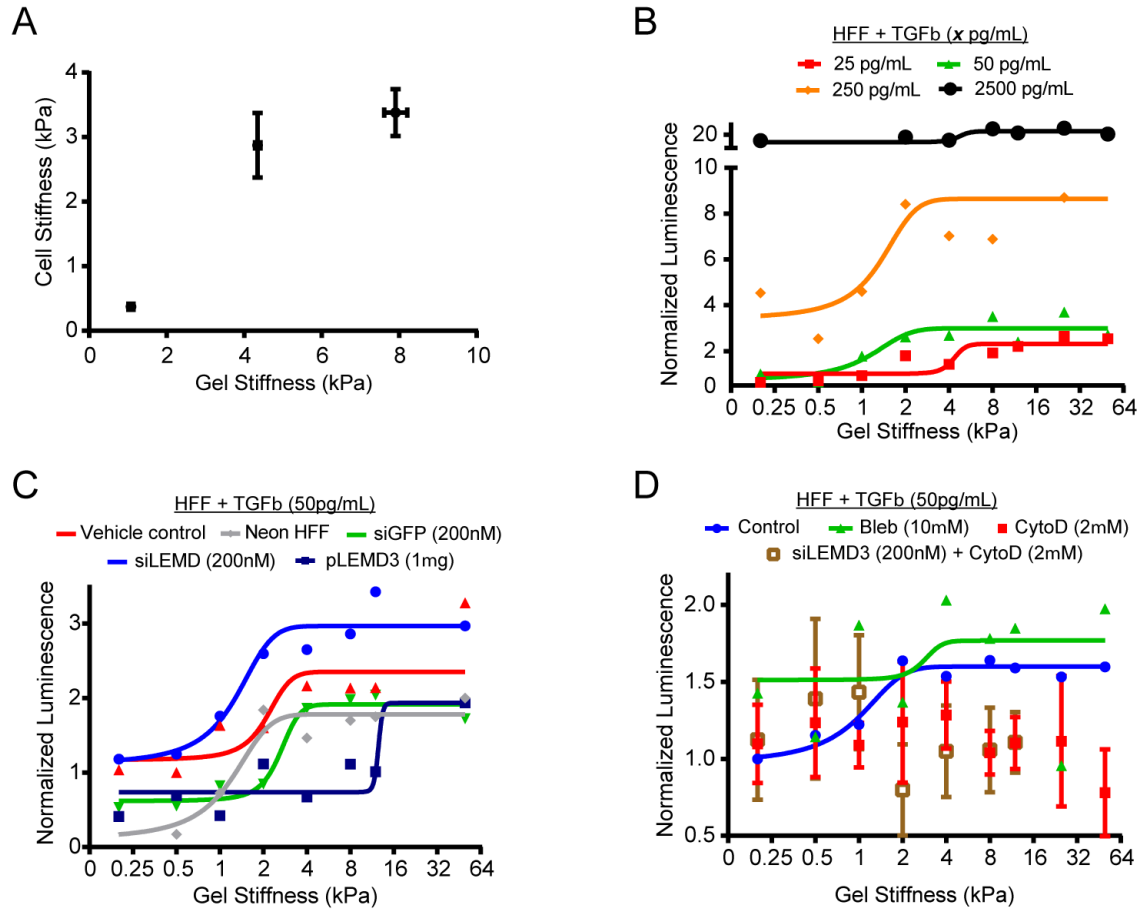 A
4
3
2
1
0
Cell Stiffness (kPa)
0 2 4 6 8 10
Gel Stiffness (kPa)
B
HFF + TGFb (x pg/mL)
25 pg/mL 50 pg/mL
250 pg/mL 2500 pg/mL
20
10
8
6
4
2
0
Normalized Luminescence
0 0.25 0.5 1 2 4 8 16 32 64
Gel Stiffness (kPa)
C
HFF + TGFb (50pg/mL)
Vehicle control Neon HFF siGFP (200nM)
siLEMD (200nM) pLEMD3 (1mg)
3
2
1
0
Normalized Luminescence
0 0.25 0.5 1 2 4 8 16 32 64
Gel Stiffness (kPa)
D
HFF + TGFb (50pg/mL)
Control Bleb (10mM) CytoD (2mM)
siLEMD3 (200nM) + CytoD (2mM)
2.0
1.5
1.0
0.5
Normalized Luminescence
0 0.25 0.5 1 2 4 8 16 32 64
Gel Stiffness (kPa)